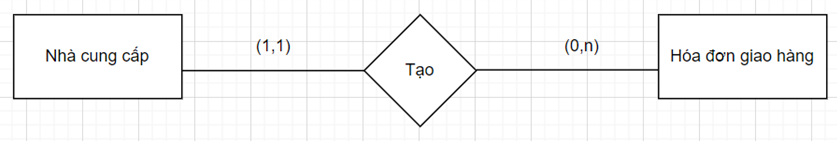 Nhà cung cấp
(1,1)
Tạo
(0,n)
Hóa đơn giao hàng